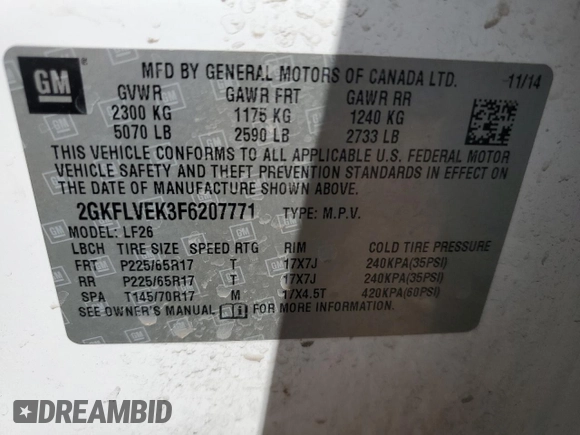 GM ®
MFD BY GENERAL MOTORS OF CANADA LTD. 11/14
GVWR GAWR FRT GAWR RR
2300 KG 1175 KG 1240 KG
5070 LB 2590 LB 2733 LB
THIS VEHICLE CONFORMS TO ALL APPLICABLE U.S. FEDERAL MOTOR
VEHICLE SAFETY AND THEFT PREVENTION STANDARDS IN EFFECT ON
THE DATE OF MANUFACTURE SHOWN ABOVE.
2GKFLVEK3F6207771 TYPE: M.P.V.
MODEL: LF26
LBCH TIRE SIZE SPEED RTG RIM COLD TIRE PRESSURE
FRT P225/65R17 T 17X7J 240KPA(35PSI)
RR P225/65R17 T 17X7J 240KPA(35PSI)
SPA T145/70R17 M 17X4.5T 420KPA(60PSI)
SEE OWNER'S MANUAL FOR MORE INFORMATION.
DREAMBID